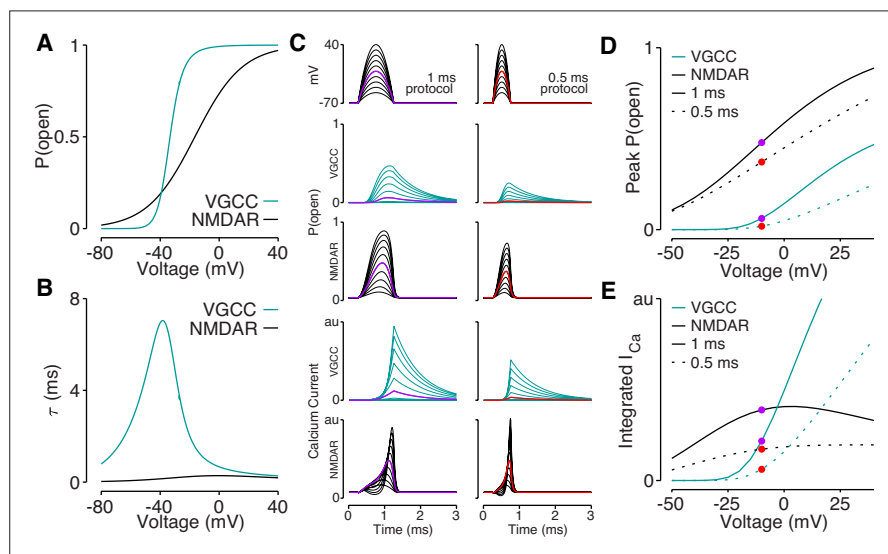 A
1
0.5
0
P(open)
VGCC
NMDAR
-80
-40
0
40
Voltage (mV)
B
8
4
0
τ (ms)
VGCC
NMDAR
-80
-40
0
40
Voltage (mV)
C
40
mV
-70
1 ms
protocol
0.5 ms
protocol
1
VGCC
0
P(open)
1
NMDAR
0
au
VGCC
0
Calcium Current
au
NMDAR
0
0
1
2
3
Time (ms)
0
1
2
3
Time (ms)
D
1
Peak P(open)
0
VGCC
NMDAR
1 ms
0.5 ms
-50
-25
0
25
Voltage (mV)
E
au
Integrated I_Ca
0
VGCC
NMDAR
1 ms
0.5 ms
-50
-25
0
25
Voltage (mV)